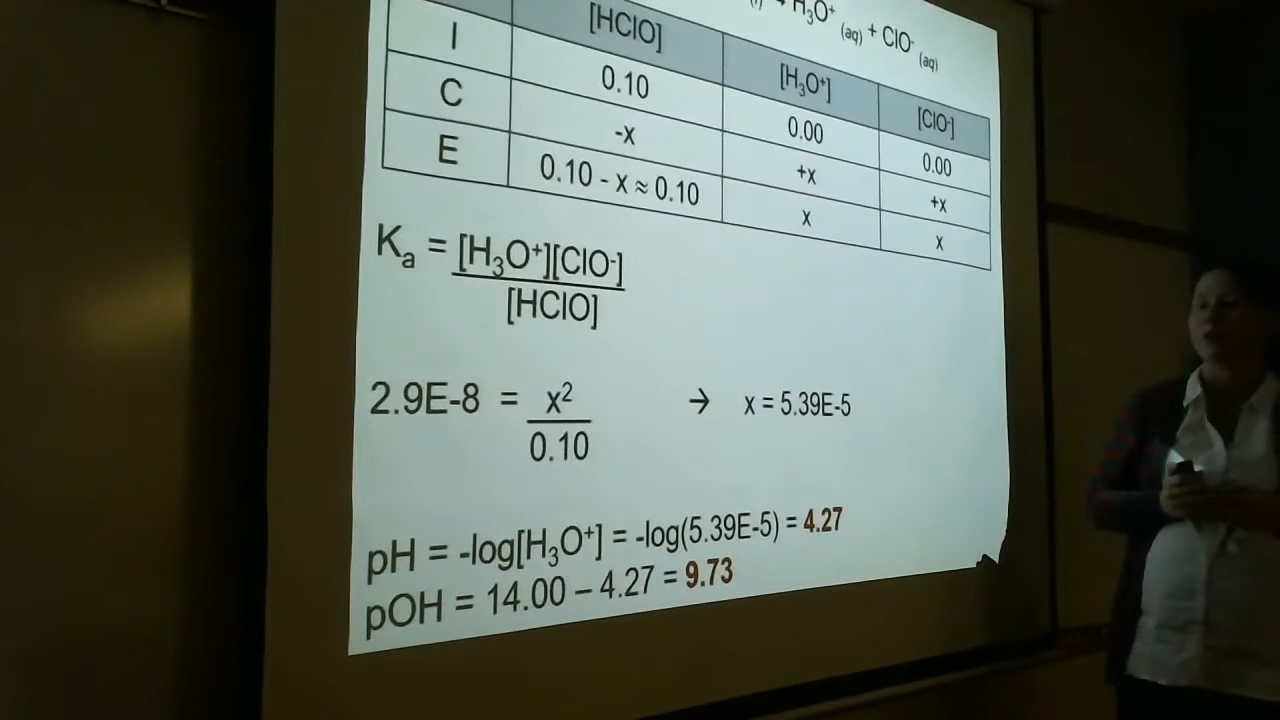 H₃O⁺ (aq) + ClO⁻ (aq)
[HClO] [H₃O⁺] [ClO⁻]
I 0.10 0.00 0.00
C -x +x +x
E 0.10 - x ≈ 0.10 x x
Kₐ = [H₃O⁺][ClO⁻]
[HClO]
2.9E-8 = x² → x = 5.39E-5
0.10
pH = -log[H₃O⁺] = -log(5.39E-5) = 4.27
pOH = 14.00 – 4.27 = 9.73